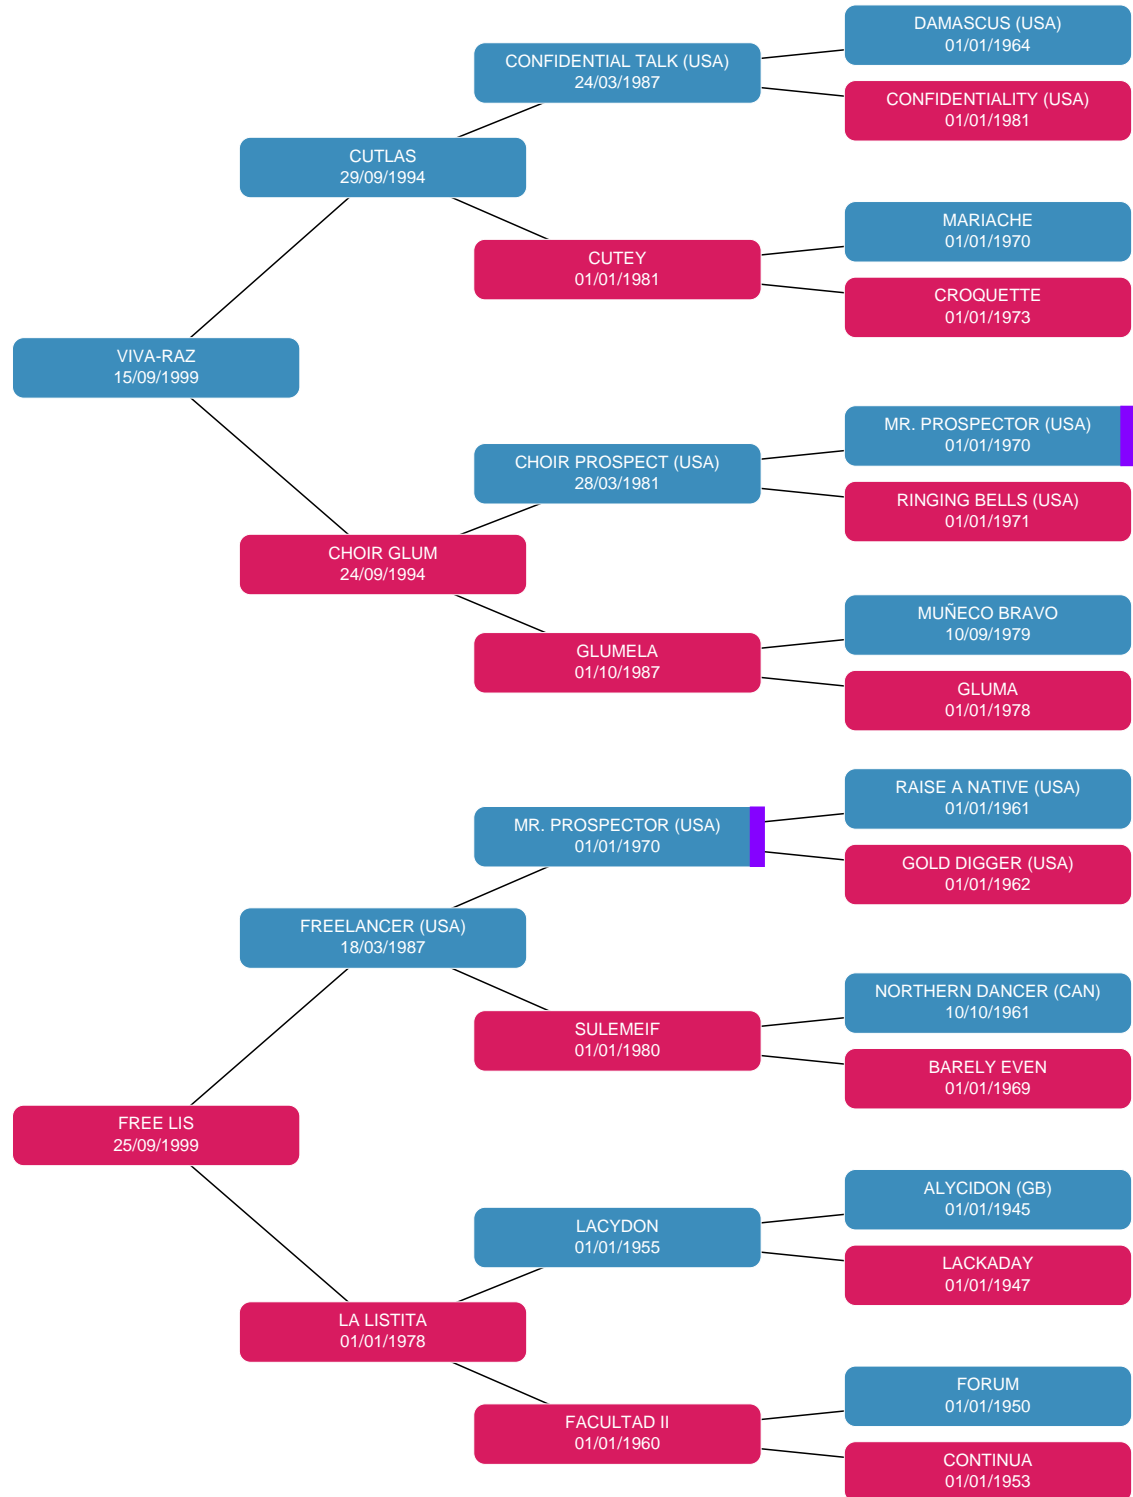 DAMASCUS (USA)
01/01/1964
CONFIDENTIAL TALK (USA)
24/03/1987
CONFIDENTIALITY (USA)
01/01/1981
CUTLAS
29/09/1994
MARIACHE
01/01/1970
CUTEY
01/01/1981
CROQUETTE
01/01/1973
VIVA-RAZ
15/09/1999
MR. PROSPECTOR (USA)
01/01/1970
CHOIR PROSPECT (USA)
28/03/1981
RINGING BELLS (USA)
01/01/1971
CHOIR GLUM
24/09/1994
MUÑECO BRAVO
10/09/1979
GLUMELA
01/10/1987
GLUMA
01/01/1978
RAISE A NATIVE (USA)
01/01/1961
MR. PROSPECTOR (USA)
01/01/1970
GOLD DIGGER (USA)
01/01/1962
FREELANCER (USA)
18/03/1987
NORTHERN DANCER (CAN)
10/10/1961
SULEMEIF
01/01/1980
BARELY EVEN
01/01/1969
FREE LIS
25/09/1999
ALYCIDON (GB)
01/01/1945
LACYDON
01/01/1955
LACKADAY
01/01/1947
LA LISTITA
01/01/1978
FORUM
01/01/1950
FACULTAD II
01/01/1960
CONTINUA
01/01/1953